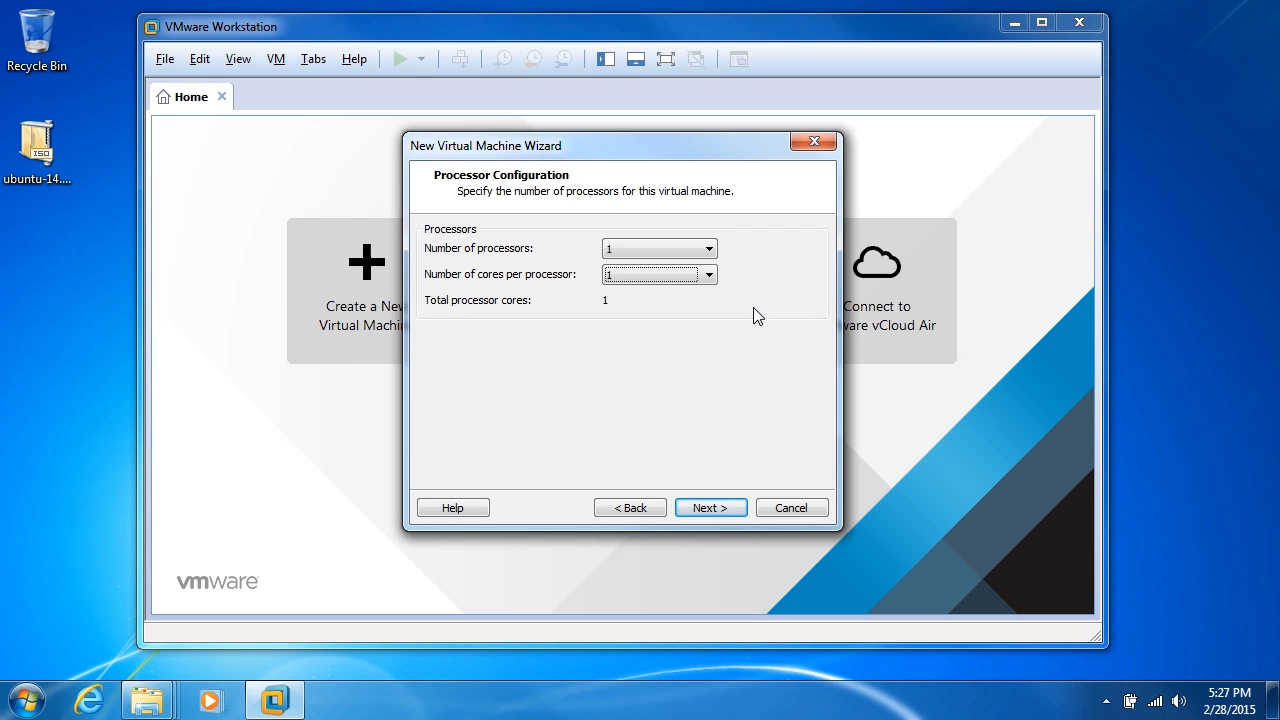 Recycle Bin
ubuntu-14....
ISO
VMware Workstation
File Edit View VM Tabs Help
Home
Create a New
Virtual Machin
Connect to
ware vCloud Air
New Virtual Machine Wizard
Processor Configuration
Specify the number of processors for this virtual machine.
Processors
Number of processors: 1
Number of cores per processor: 1
Total processor cores: 1
Help < Back Next > Cancel
vmware
5:27 PM
2/28/2015